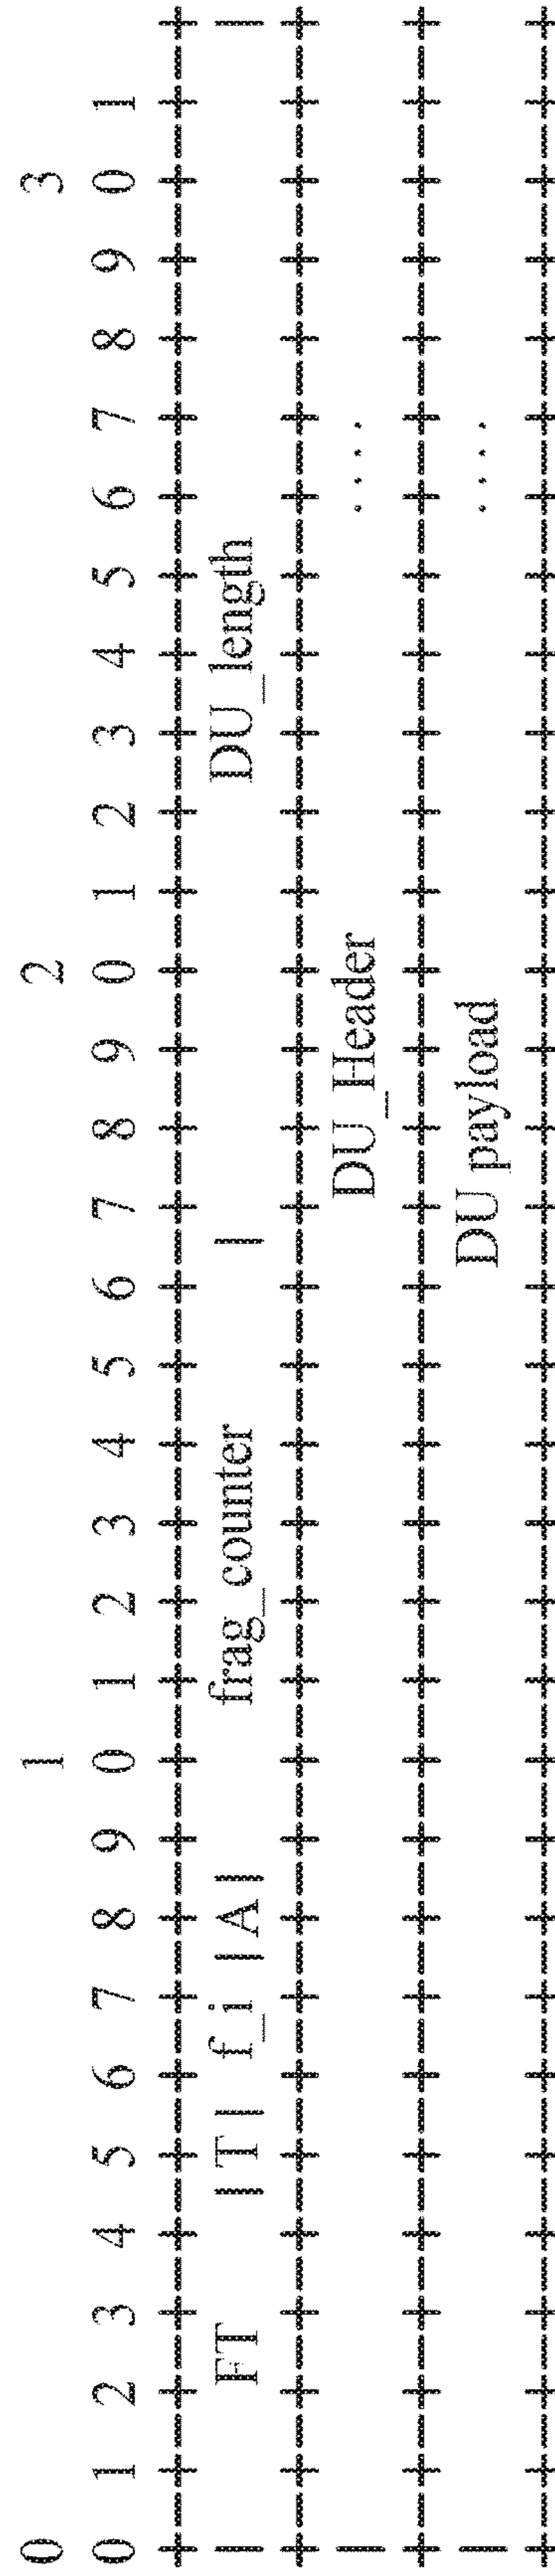 0 1 2 3
0 1 2 3 4 5 6 7 8 9 0 1 2 3 4 5 6 7 8 9 0 1 2 3 4 5 6 7 8 9 0 1
+-+-+-+-+-+-+-+-+-+-+-+-+-+-+-+-+-+-+-+-+-+-+-+-+-+-+-+-+-+-+-+-+
| FT |T| f_i |A| frag_counter | DU_length |
+-+-+-+-+-+-+-+-+-+-+-+-+-+-+-+-+-+-+-+-+-+-+-+-+-+-+-+-+-+-+-+-+
| DU_Header ....
+-+-+-+-+-+-+-+-+-+-+-+-+-+-+-+-+-+-+-+-+-+-+-+-+-+-+-+-+-+-+-+-+
| DU payload ....
+-+-+-+-+-+-+-+-+-+-+-+-+-+-+-+-+-+-+-+-+-+-+-+-+-+-+-+-+-+-+-+-+